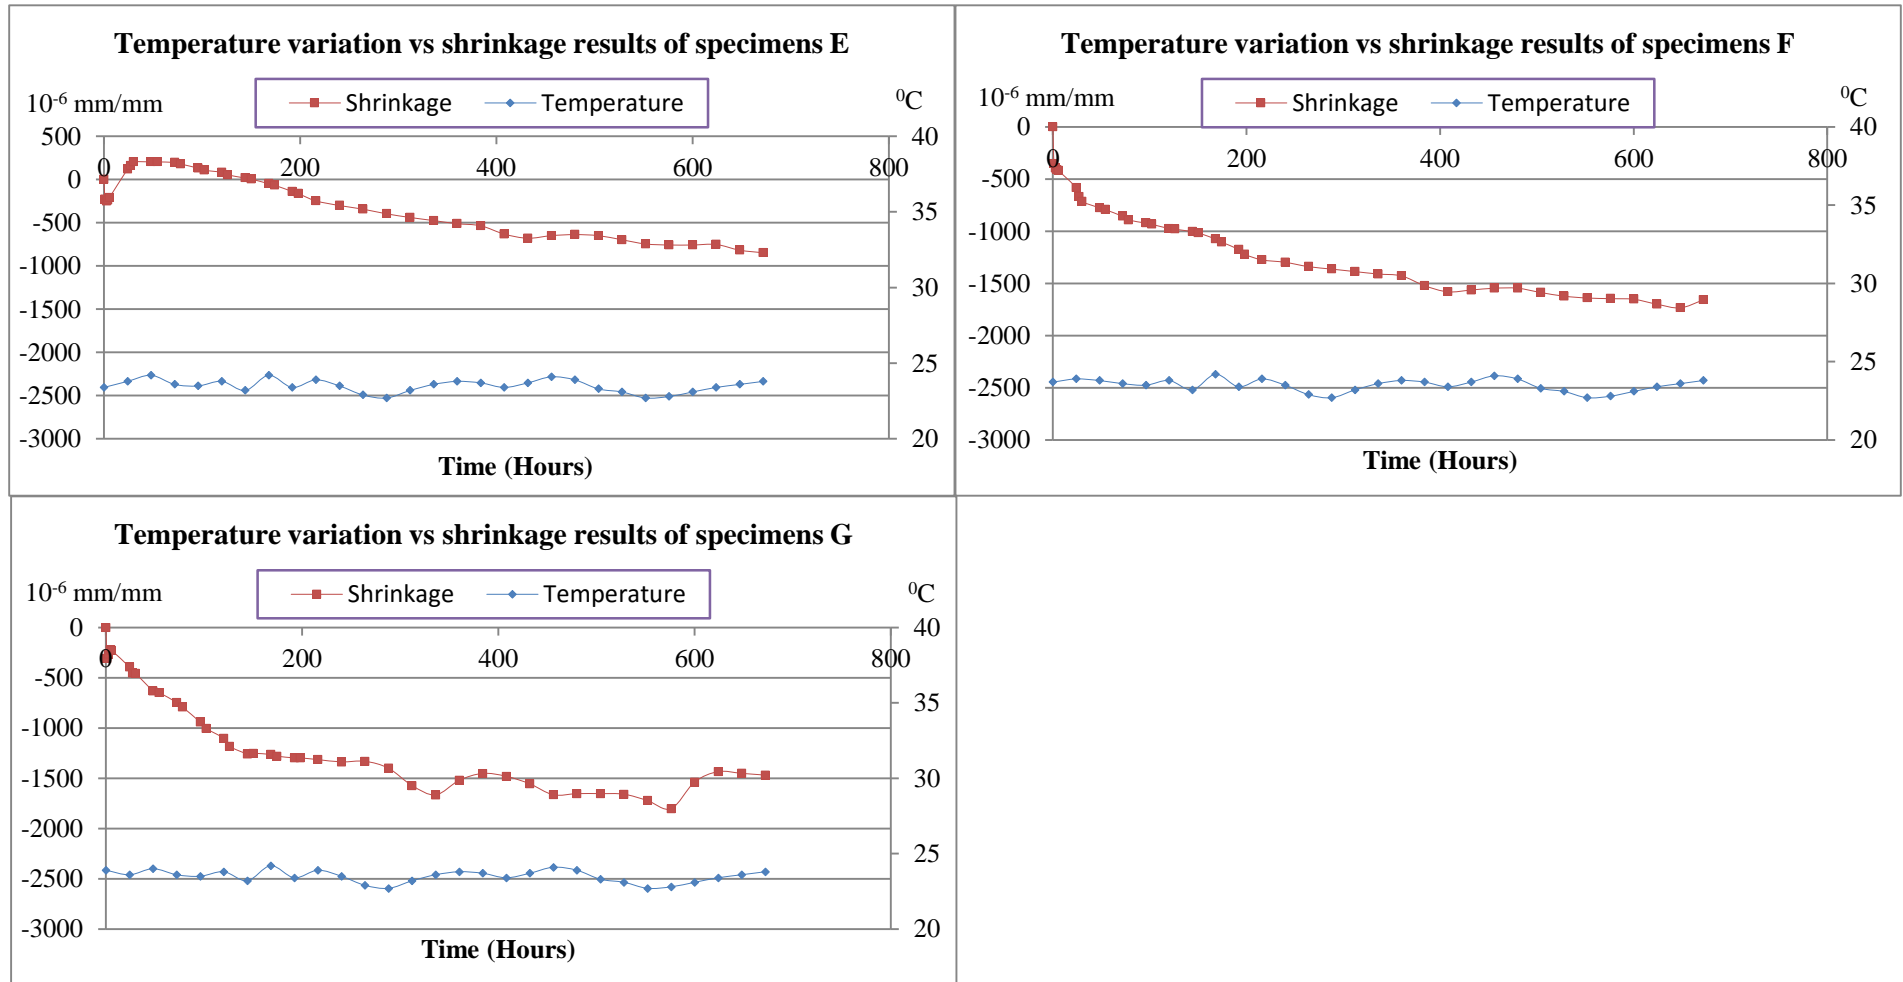 Temperature variation vs shrinkage results of specimens E
10⁻⁶ mm/mm
Shrinkage Temperature
⁰C
500
0
-500
-1000
-1500
-2000
-2500
-3000
0 200 400 600 800
40
35
30
25
20
Time (Hours)
Temperature variation vs shrinkage results of specimens F
10⁻⁶ mm/mm
Shrinkage Temperature
⁰C
0
-500
-1000
-1500
-2000
-2500
-3000
0 200 400 600 800
40
35
30
25
20
Time (Hours)
Temperature variation vs shrinkage results of specimens G
10⁻⁶ mm/mm
Shrinkage Temperature
⁰C
0
-500
-1000
-1500
-2000
-2500
-3000
0 200 400 600 800
40
35
30
25
20
Time (Hours)